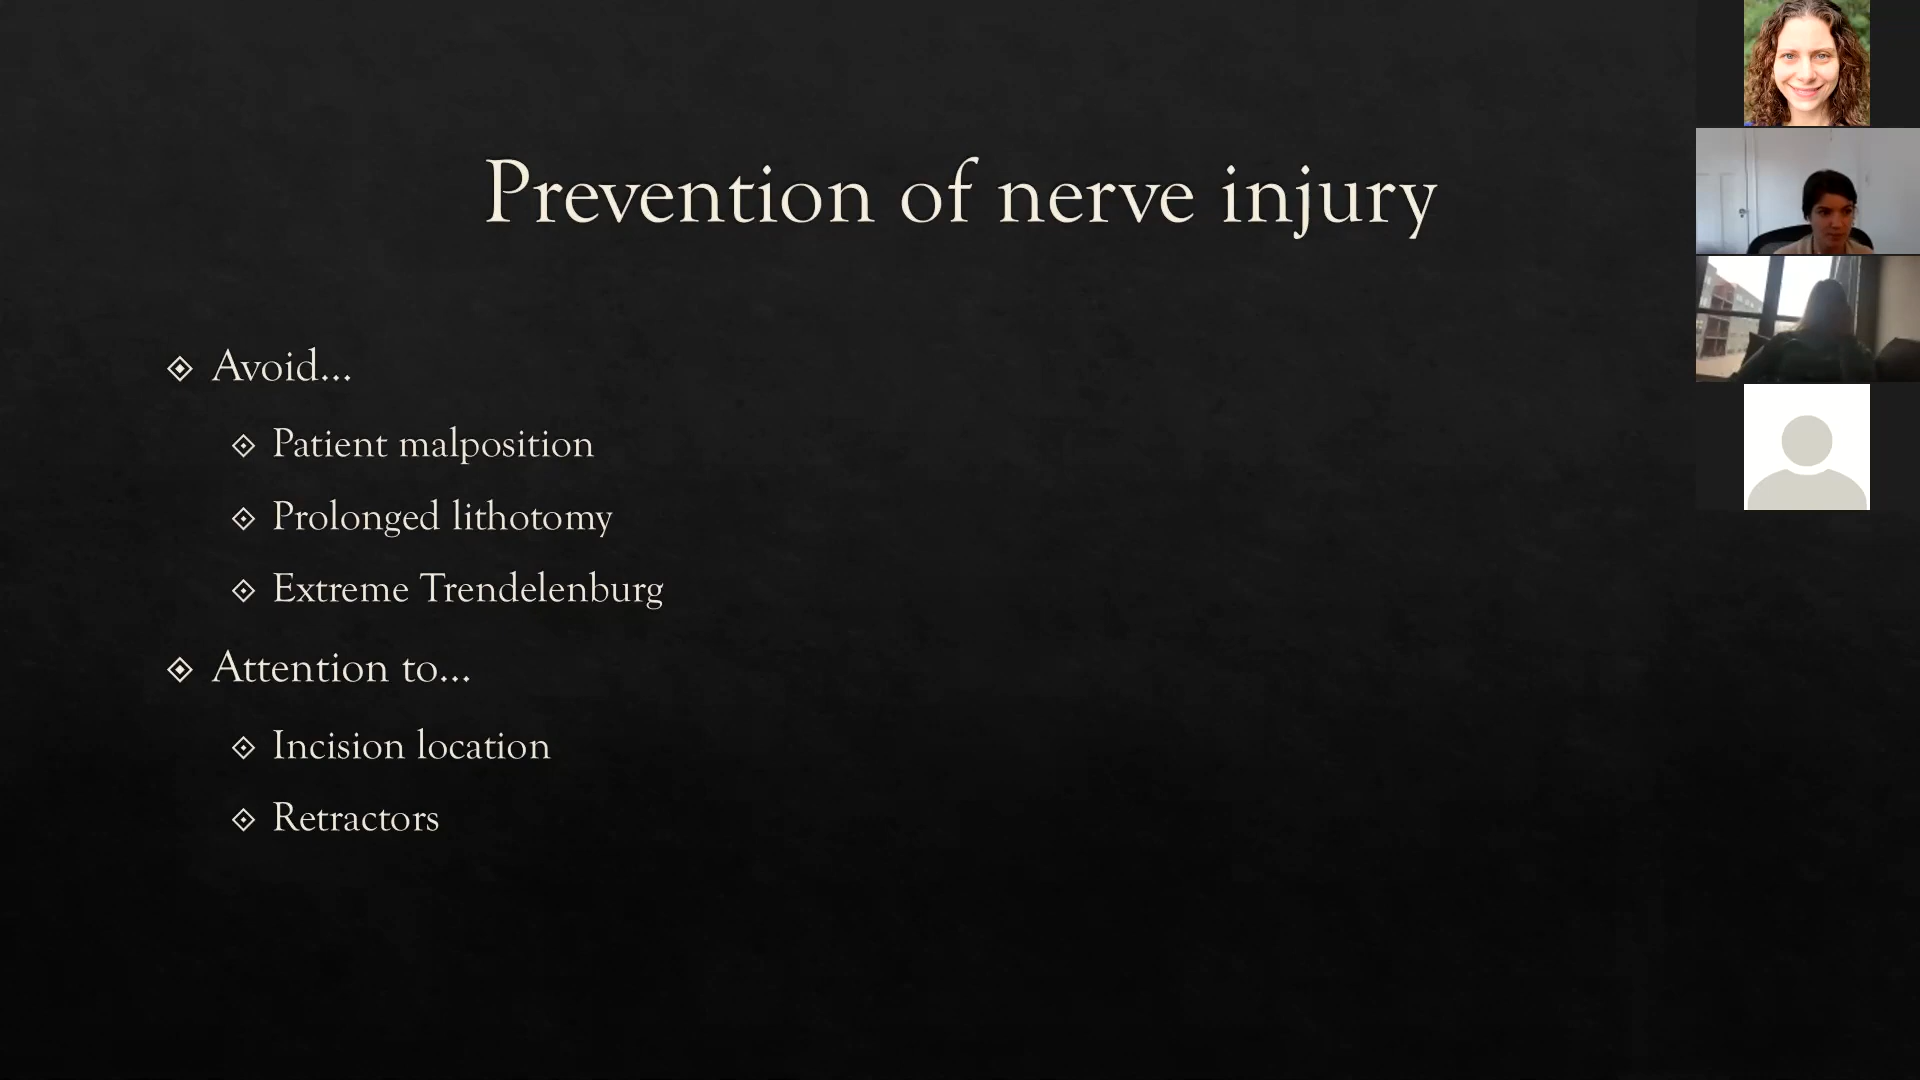 Prevention of nerve injury
Avoid...
Patient malposition
Prolonged lithotomy
Extreme Trendelenburg
Attention to...
Incision location
Retractors